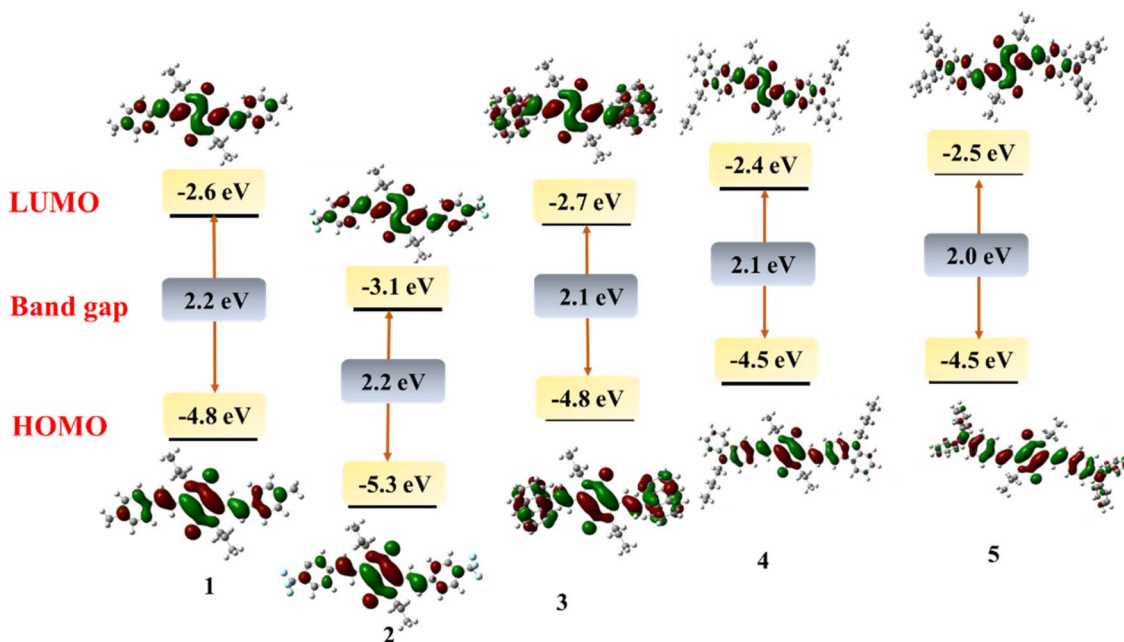 LUMO
Band gap
HOMO
-2.6 eV
2.2 eV
-4.8 eV
1
-3.1 eV
2.2 eV
-5.3 eV
2
-2.7 eV
2.1 eV
-4.8 eV
3
-2.4 eV
2.1 eV
-4.5 eV
4
-2.5 eV
2.0 eV
-4.5 eV
5